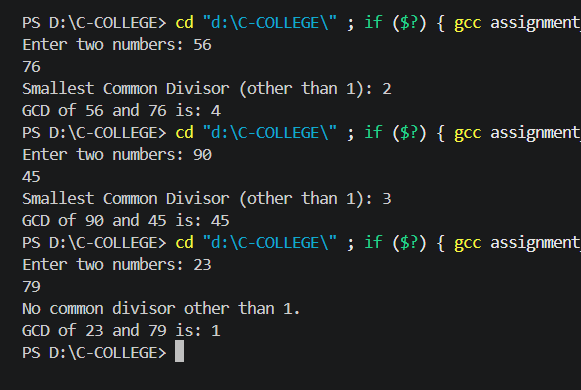 PS D:\C-COLLEGE> cd "d:\C-COLLEGE\" ; if ($?) { gcc assignment_
Enter two numbers: 56
76
Smallest Common Divisor (other than 1): 2
GCD of 56 and 76 is: 4
PS D:\C-COLLEGE> cd "d:\C-COLLEGE\" ; if ($?) { gcc assignment_
Enter two numbers: 90
45
Smallest Common Divisor (other than 1): 3
GCD of 90 and 45 is: 45
PS D:\C-COLLEGE> cd "d:\C-COLLEGE\" ; if ($?) { gcc assignment_
Enter two numbers: 23
79
No common divisor other than 1.
GCD of 23 and 79 is: 1
PS D:\C-COLLEGE>